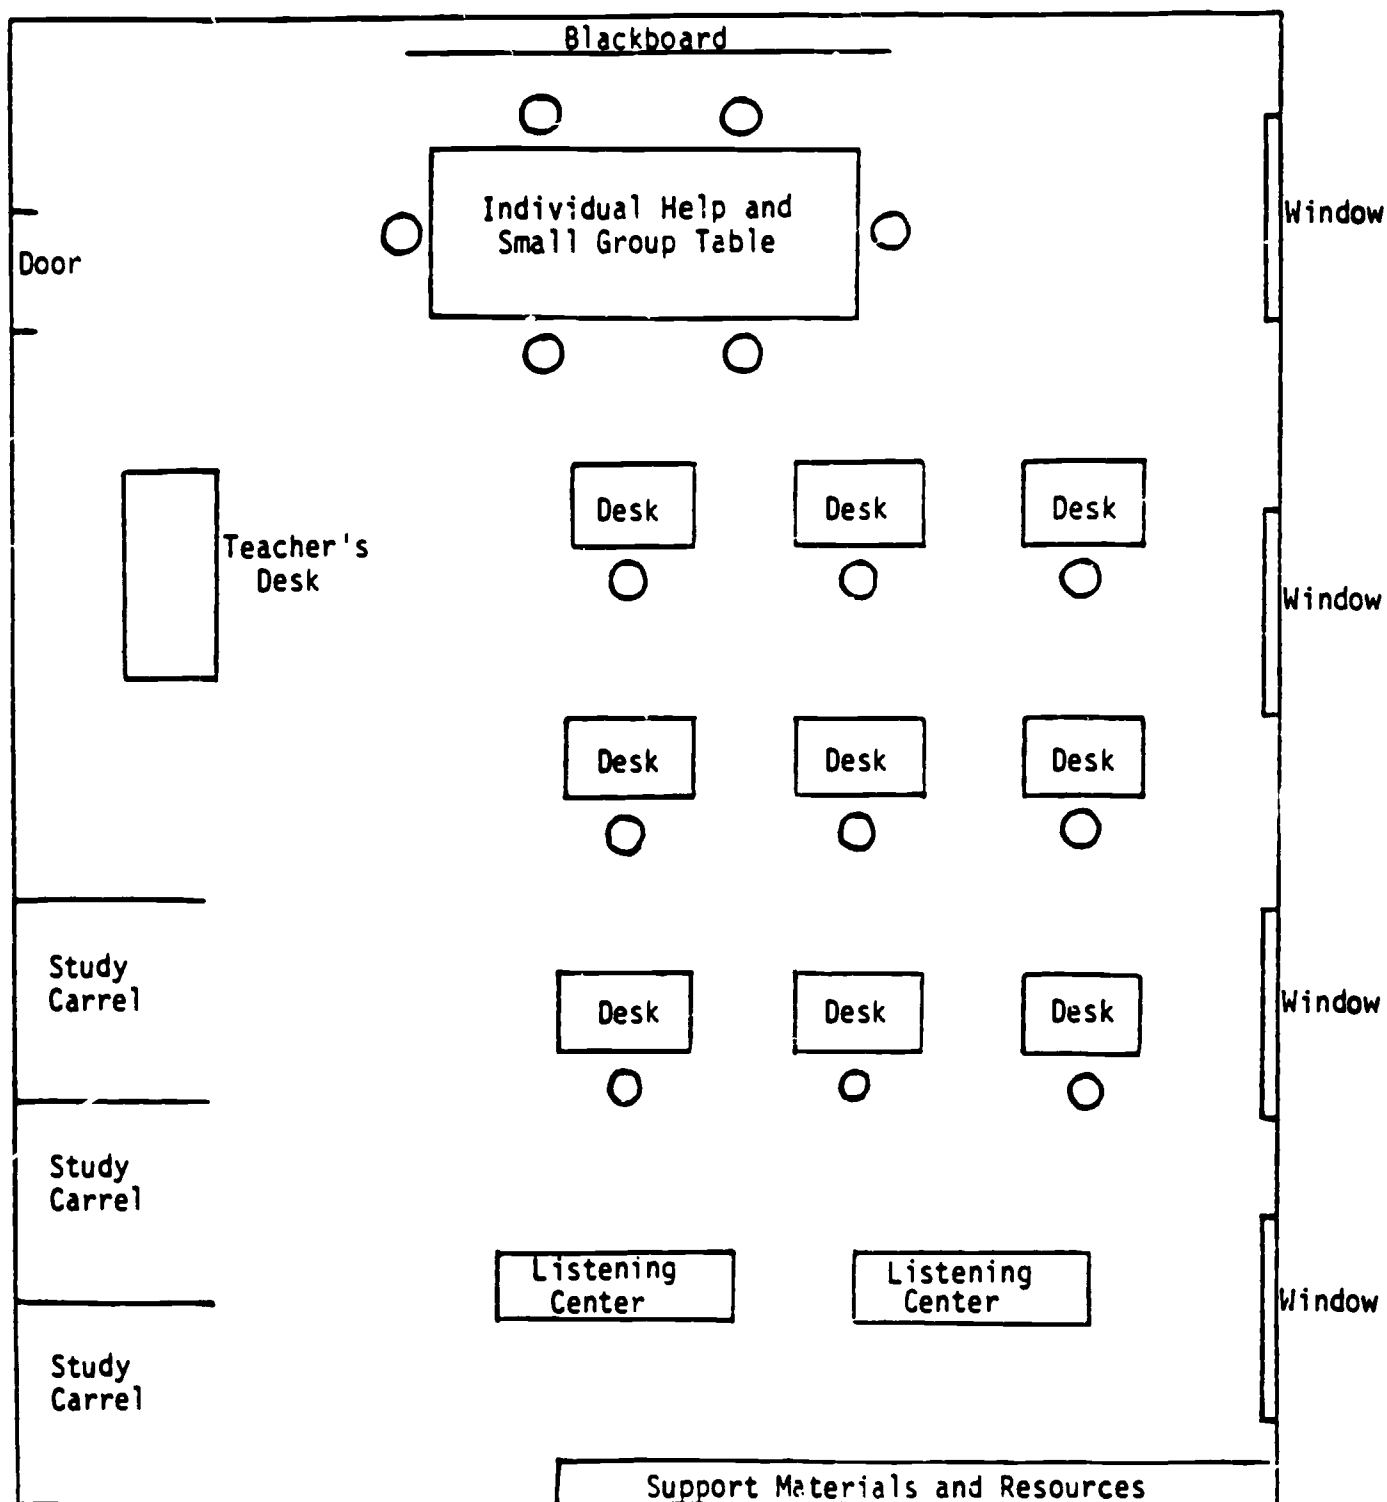 Blackboard
Individual Help and
Small Group Table
Window
Door
Desk
Desk
Desk
Teacher's
Desk
Window
Desk
Desk
Desk
Study
Carrel
Desk
Desk
Desk
Window
Study
Carrel
Listening
Center
Listening
Center
Window
Study
Carrel
Support Materials and Resources